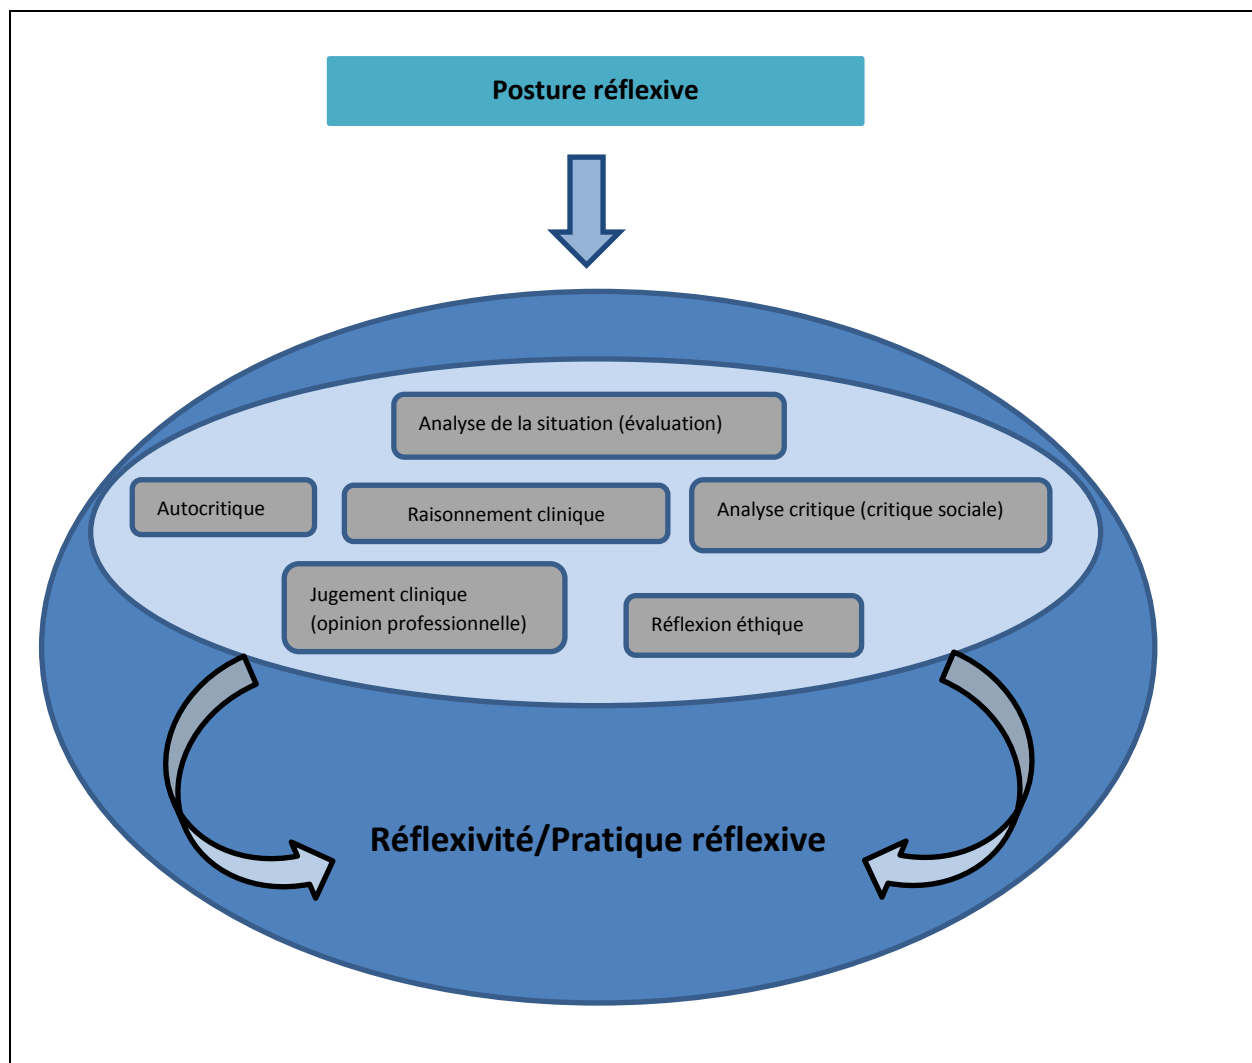 Posture réflexive
Analyse de la situation (évaluation)
Autocritique
Raisonnement clinique
Analyse critique (critique sociale)
Jugement clinique
(opinion professionnelle)
Réflexion éthique
Réflexivité/Pratique réflexive